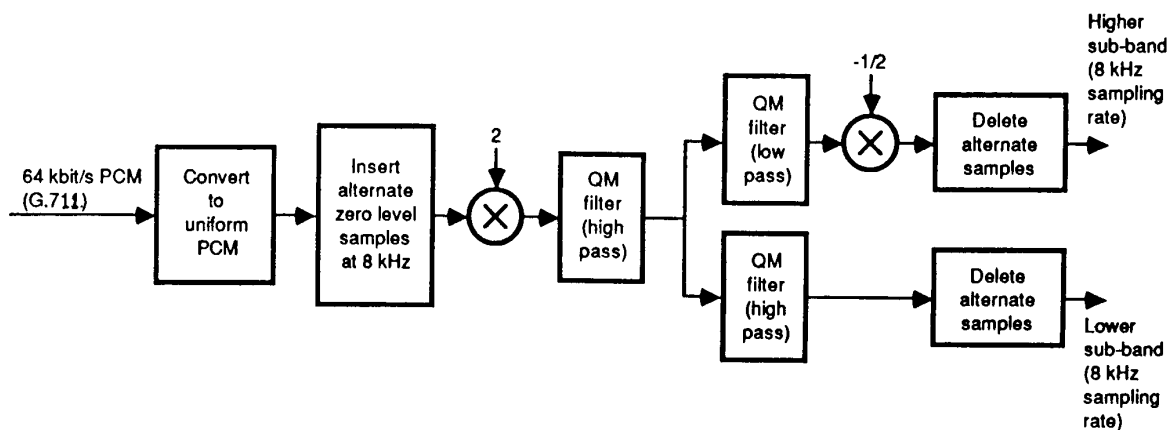 64 kbit/s PCM
(G.711)
Convert
to
uniform
PCM
Insert
alternate
zero level
samples
at 8 kHz
2
QM
filter
(high
pass)
QM
filter
(low
pass)
-1/2
Delete
alternate
samples
Higher
sub-band
(8 kHz
sampling
rate)
QM
filter
(high
pass)
Delete
alternate
samples
Lower
sub-band
(8 kHz
sampling
rate)